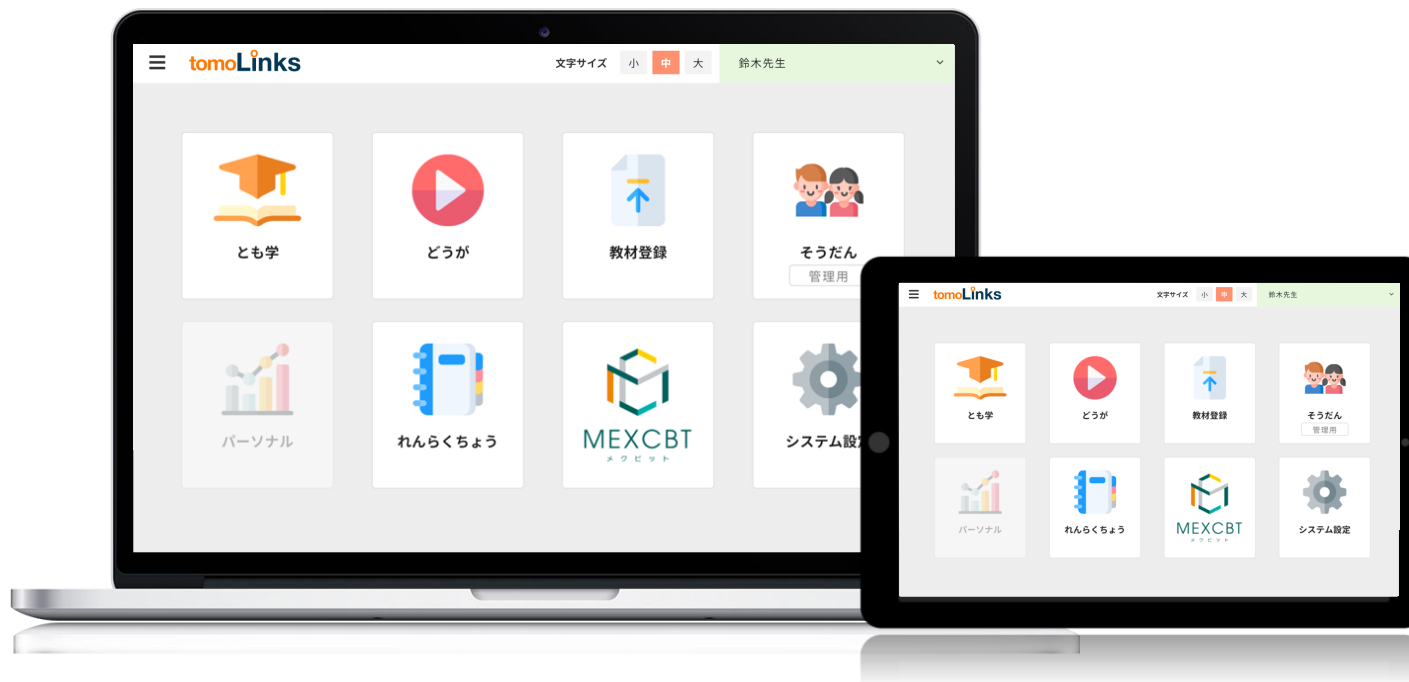 tomoLinks
文字サイズ 小 中 大 鈴木先生
とも学 どうが 教材登録 そうだん
管理用
パーソナル れんらくちょう MEXCBT システム設
メクビット
tomoLinks
文字サイズ 小 中 大 鈴木先生
とも学 どうが 教材登録 そうだん
管理用
パーソナル れんらくちょう MEXCBT システム設定
メクビット